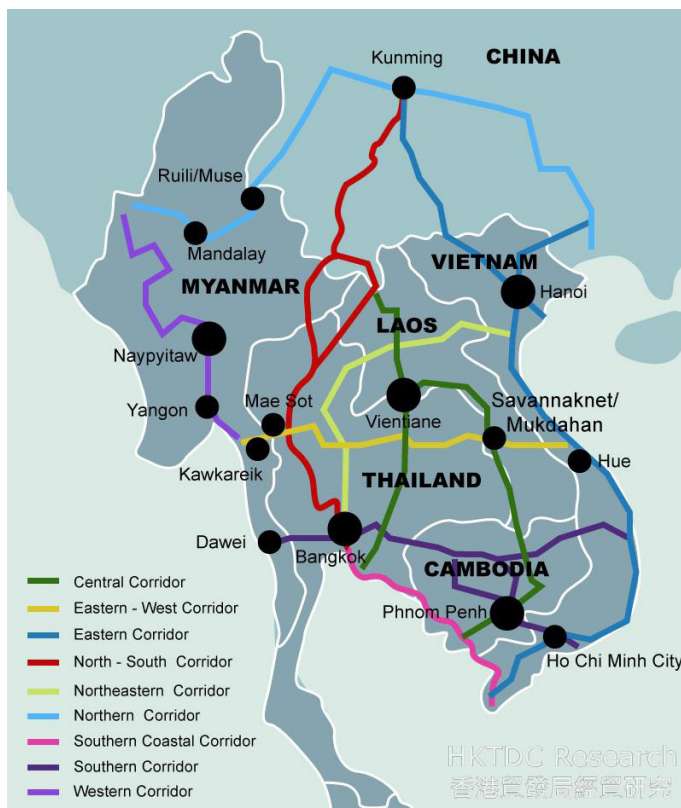 CHINA
Kunming
Ruili/Muse
Mandalay
VIETNAM
MYANMAR
Hanoi
LAOS
Naypyitaw
Mae Sot
Savannaknet/
Mukdahan
Yangon
Vientiane
Kawkareik
Hue
THAILAND
Dawei
Bangkok
CAMBODIA
Phnom Penh
Ho Chi Minh City
Central Corridor
Eastern - West Corridor
Eastern Corridor
North - South Corridor
Northeastern Corridor
Northern Corridor
Southern Coastal Corridor
Southern Corridor
Western Corridor
HKTDC Research
香港貿發局經貿研究